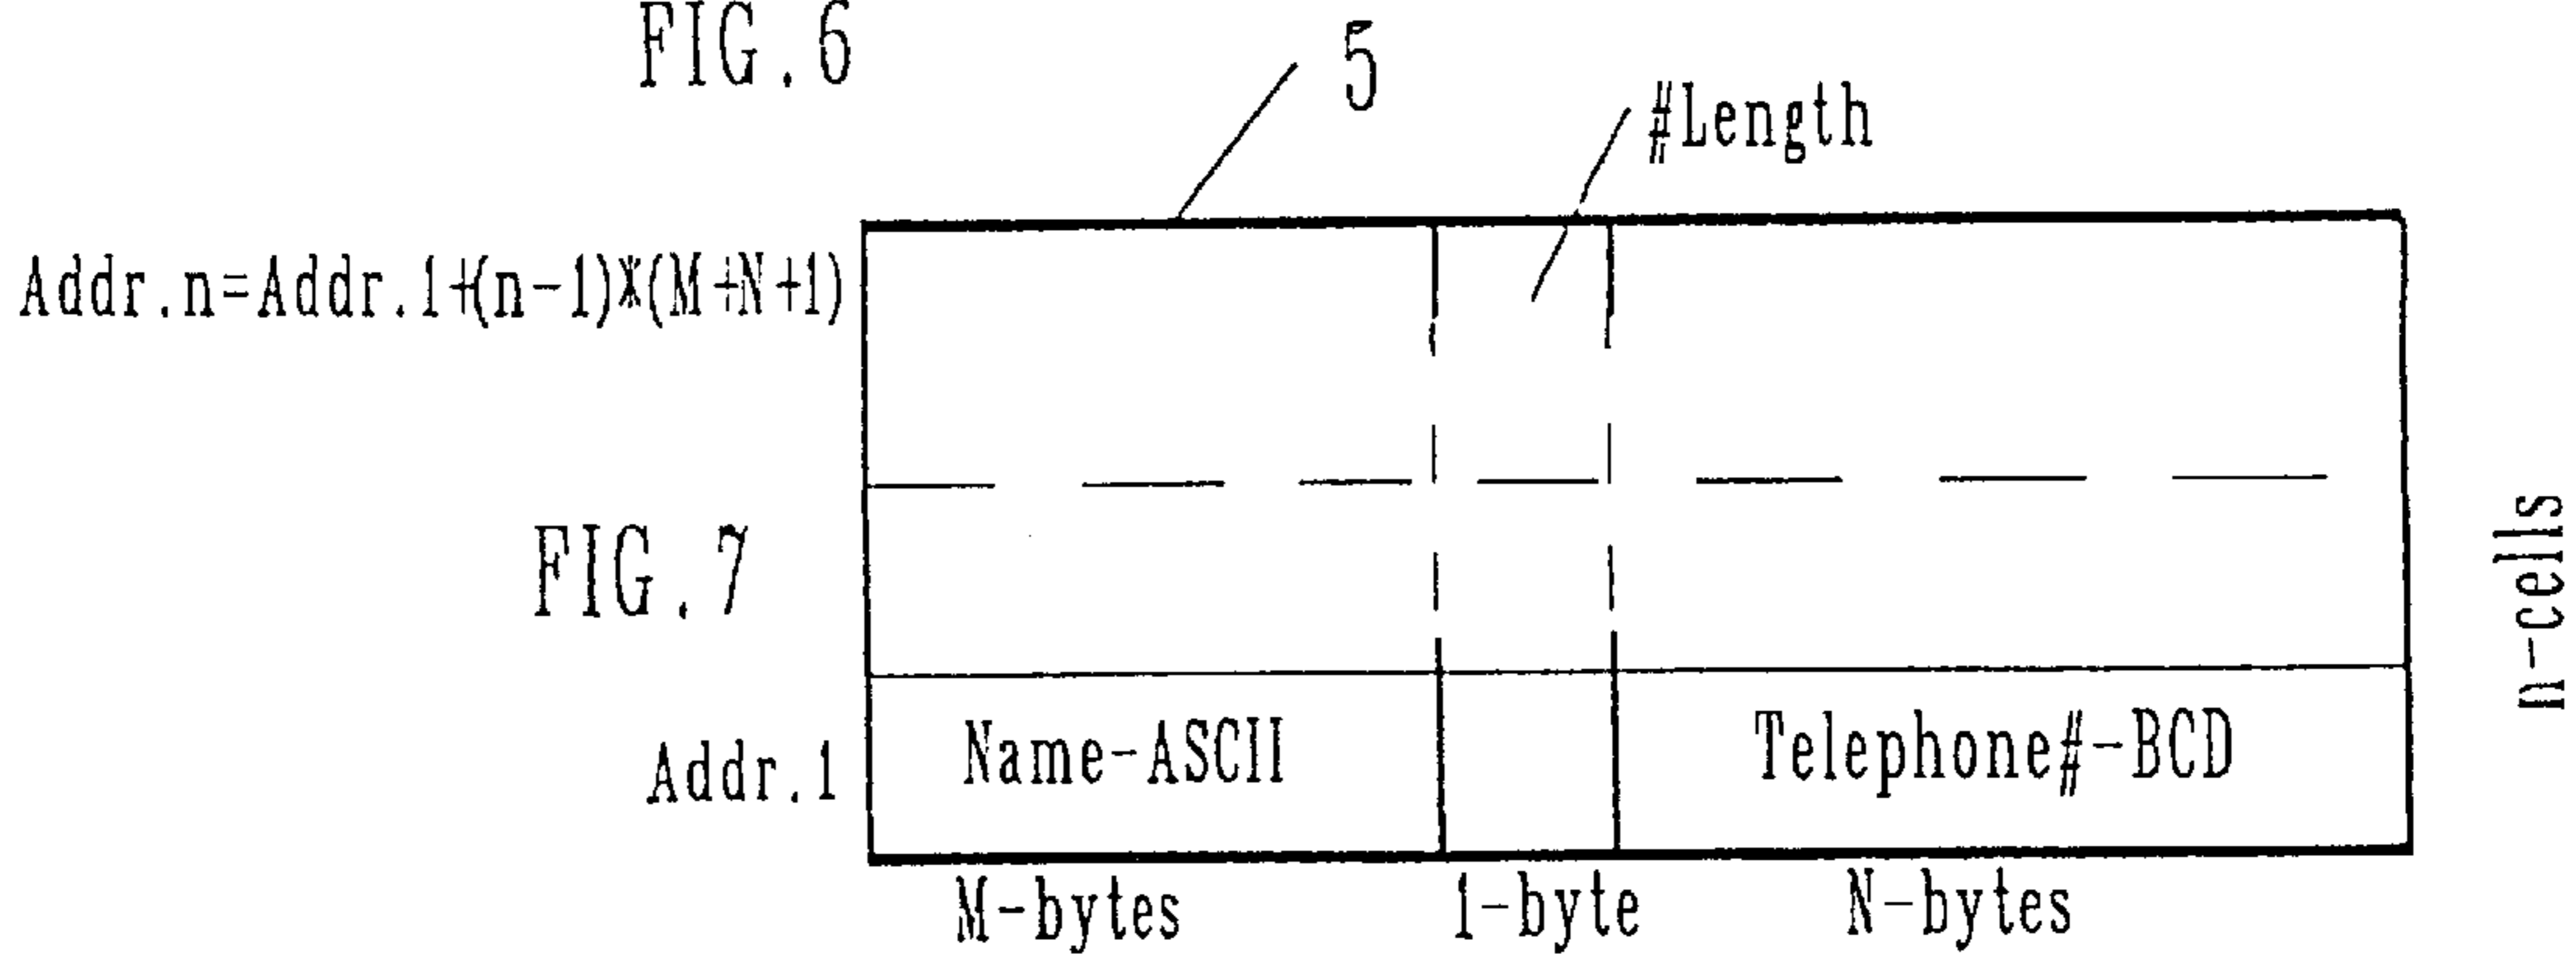 FIG.6
5
#Length
Addr.n=Addr.1+(n-1)*(M+N+1)
FIG.7
n-cells
Addr.1
Name-ASCII
Telephone#-BCD
M-bytes
1-byte
N-bytes